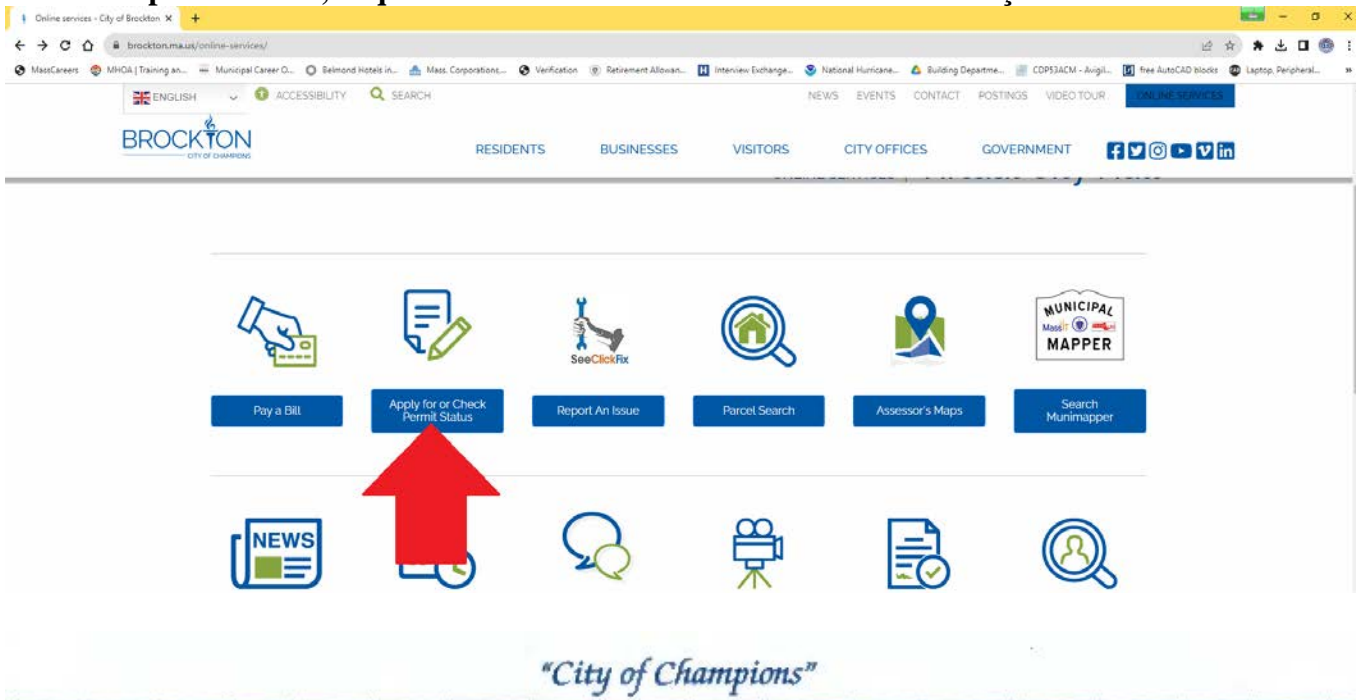 Online services - City of Brockton
brockton.ma.us/online-services/
MassCareers MHOA | Training an... Municipal Career O... Belmond Hotels in... Mass. Corporations,... Verification Retirement Allowan... Interview Exchange... National Hurricane... Building Departme... CDP53ACM - Avigil... free AutoCAD blocks Laptop, Peripheral...
ENGLISH ACCESSIBILITY SEARCH NEWS EVENTS CONTACT POSTINGS VIDEO TOUR ONLINE SERVICES
BROCKTON
CITY OF CHAMPIONS
RESIDENTS BUSINESSES VISITORS CITY OFFICES GOVERNMENT
SeeClickFix
MUNICIPAL
MassIT
MAPPER
Pay a Bill
Apply for or Check
Permit Status
Report An Issue
Parcel Search
Assessor's Maps
Search
Munimapper
NEWS
"City of Champions"